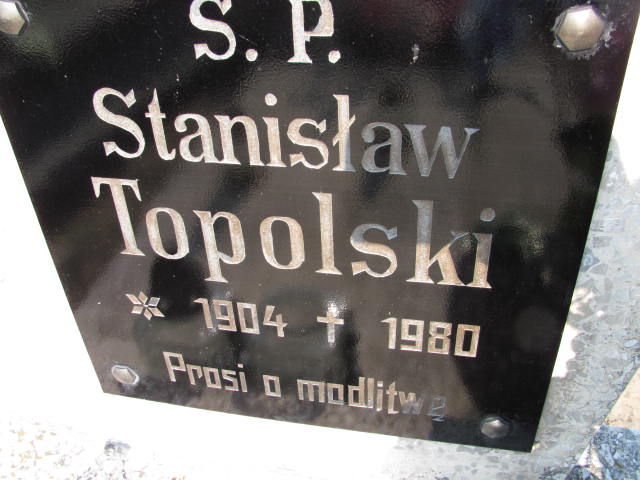 S. P.
Stanisław
Topolski
* 1904 † 1980
Prosi o modlitwę